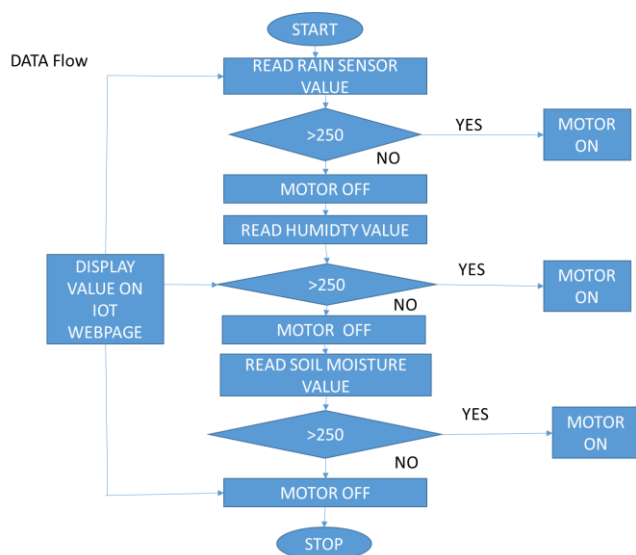 START
DATA Flow
READ RAIN SENSOR
VALUE
>250
YES
MOTOR
ON
NO
MOTOR OFF
READ HUMIDTY VALUE
DISPLAY
VALUE ON
IOT
WEBPAGE
>250
YES
MOTOR
ON
NO
MOTOR  OFF
READ SOIL MOISTURE
VALUE
>250
YES
MOTOR
ON
NO
MOTOR OFF
STOP